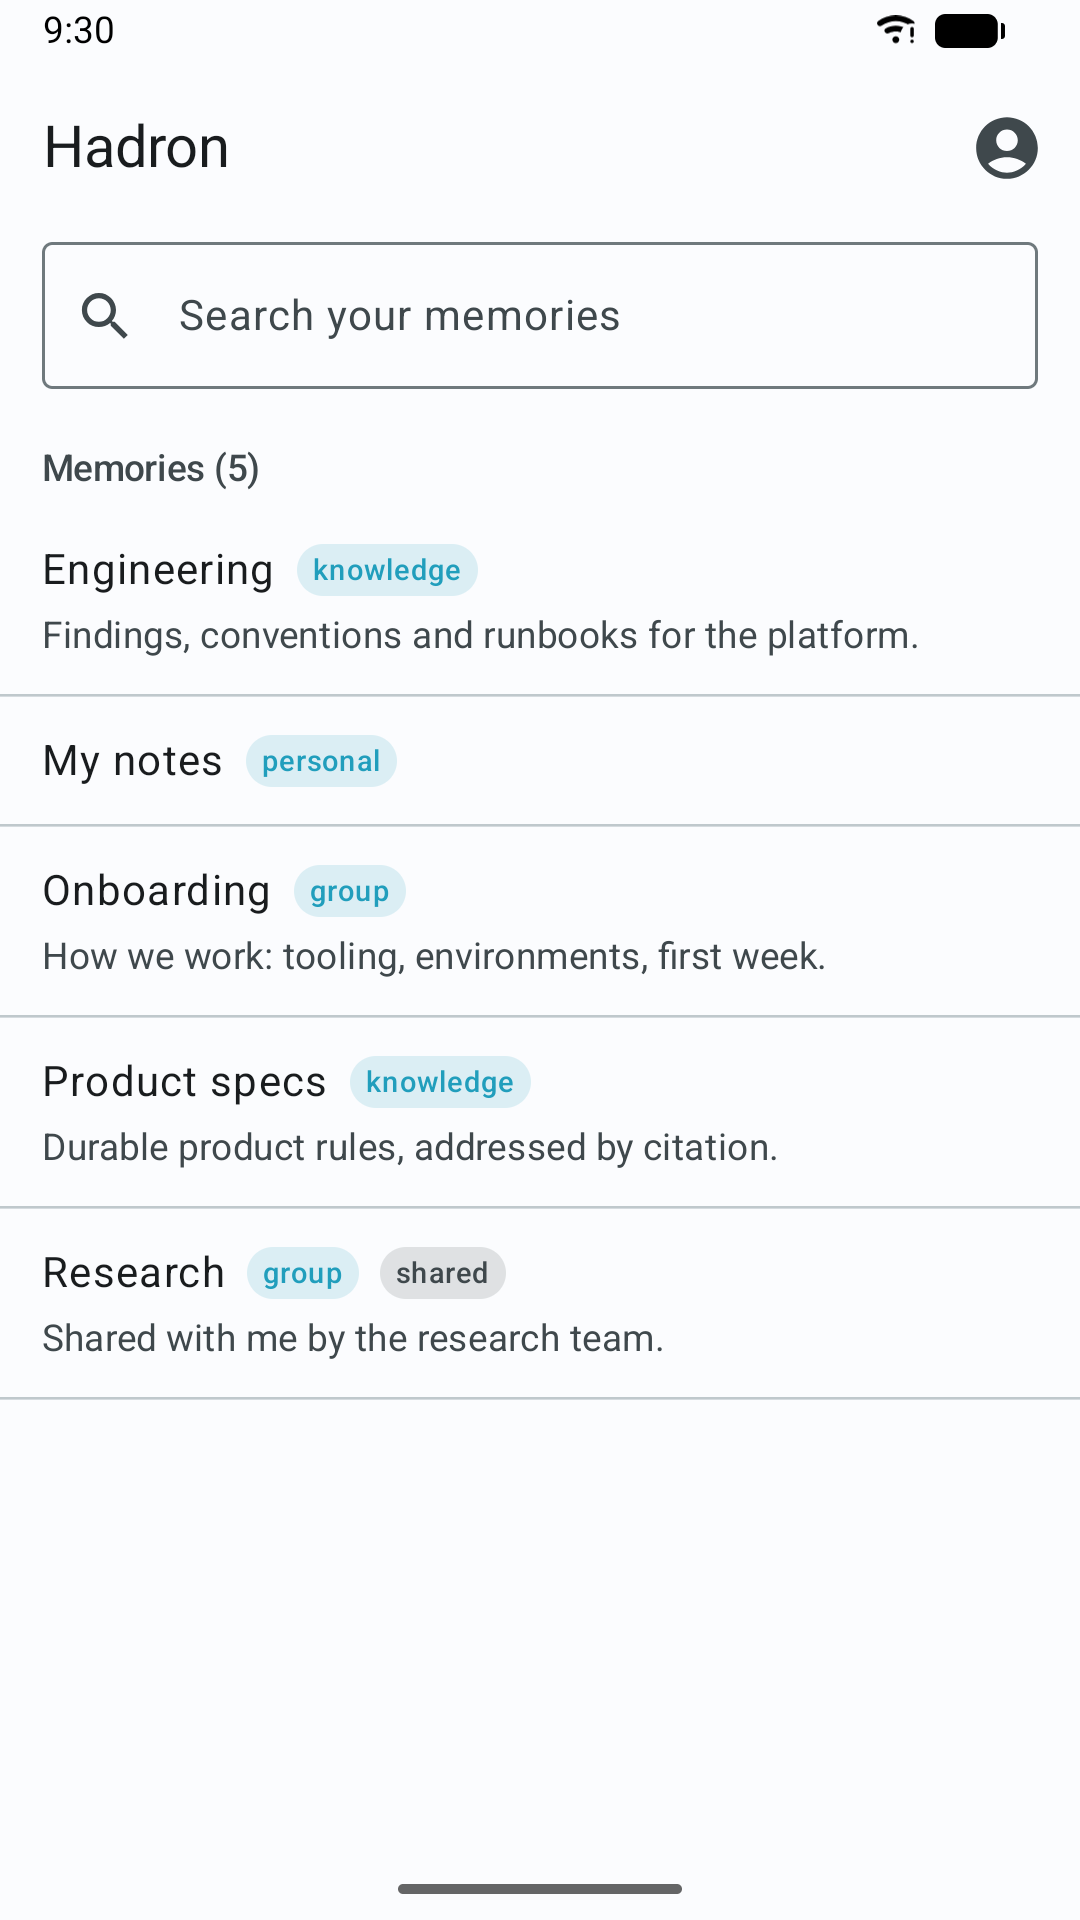 9:30
Hadron
Search your memories
Memories (5)
Engineering knowledge
Findings, conventions and runbooks for the platform.
My notes personal
Onboarding group
How we work: tooling, environments, first week.
Product specs knowledge
Durable product rules, addressed by citation.
Research group shared
Shared with me by the research team.